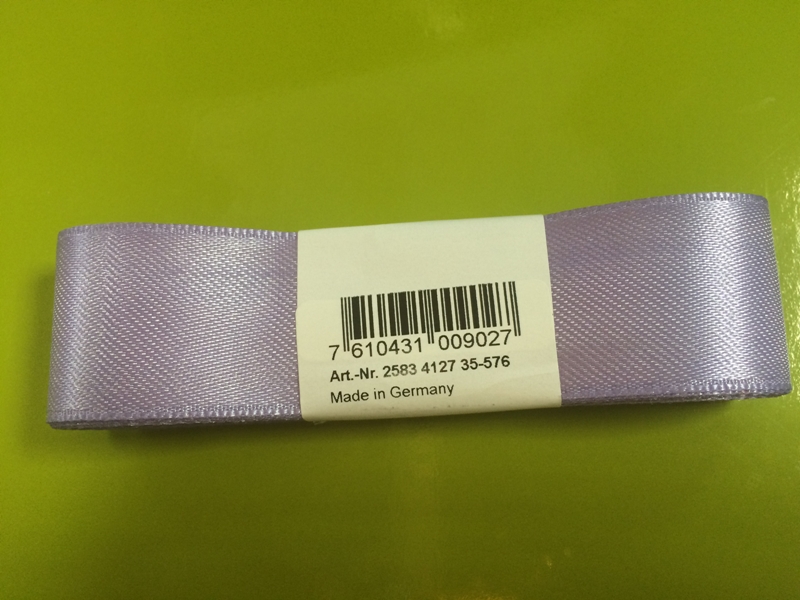 7 610431 009027
Art.-Nr. 2583 4127 35-576
Made in Germany